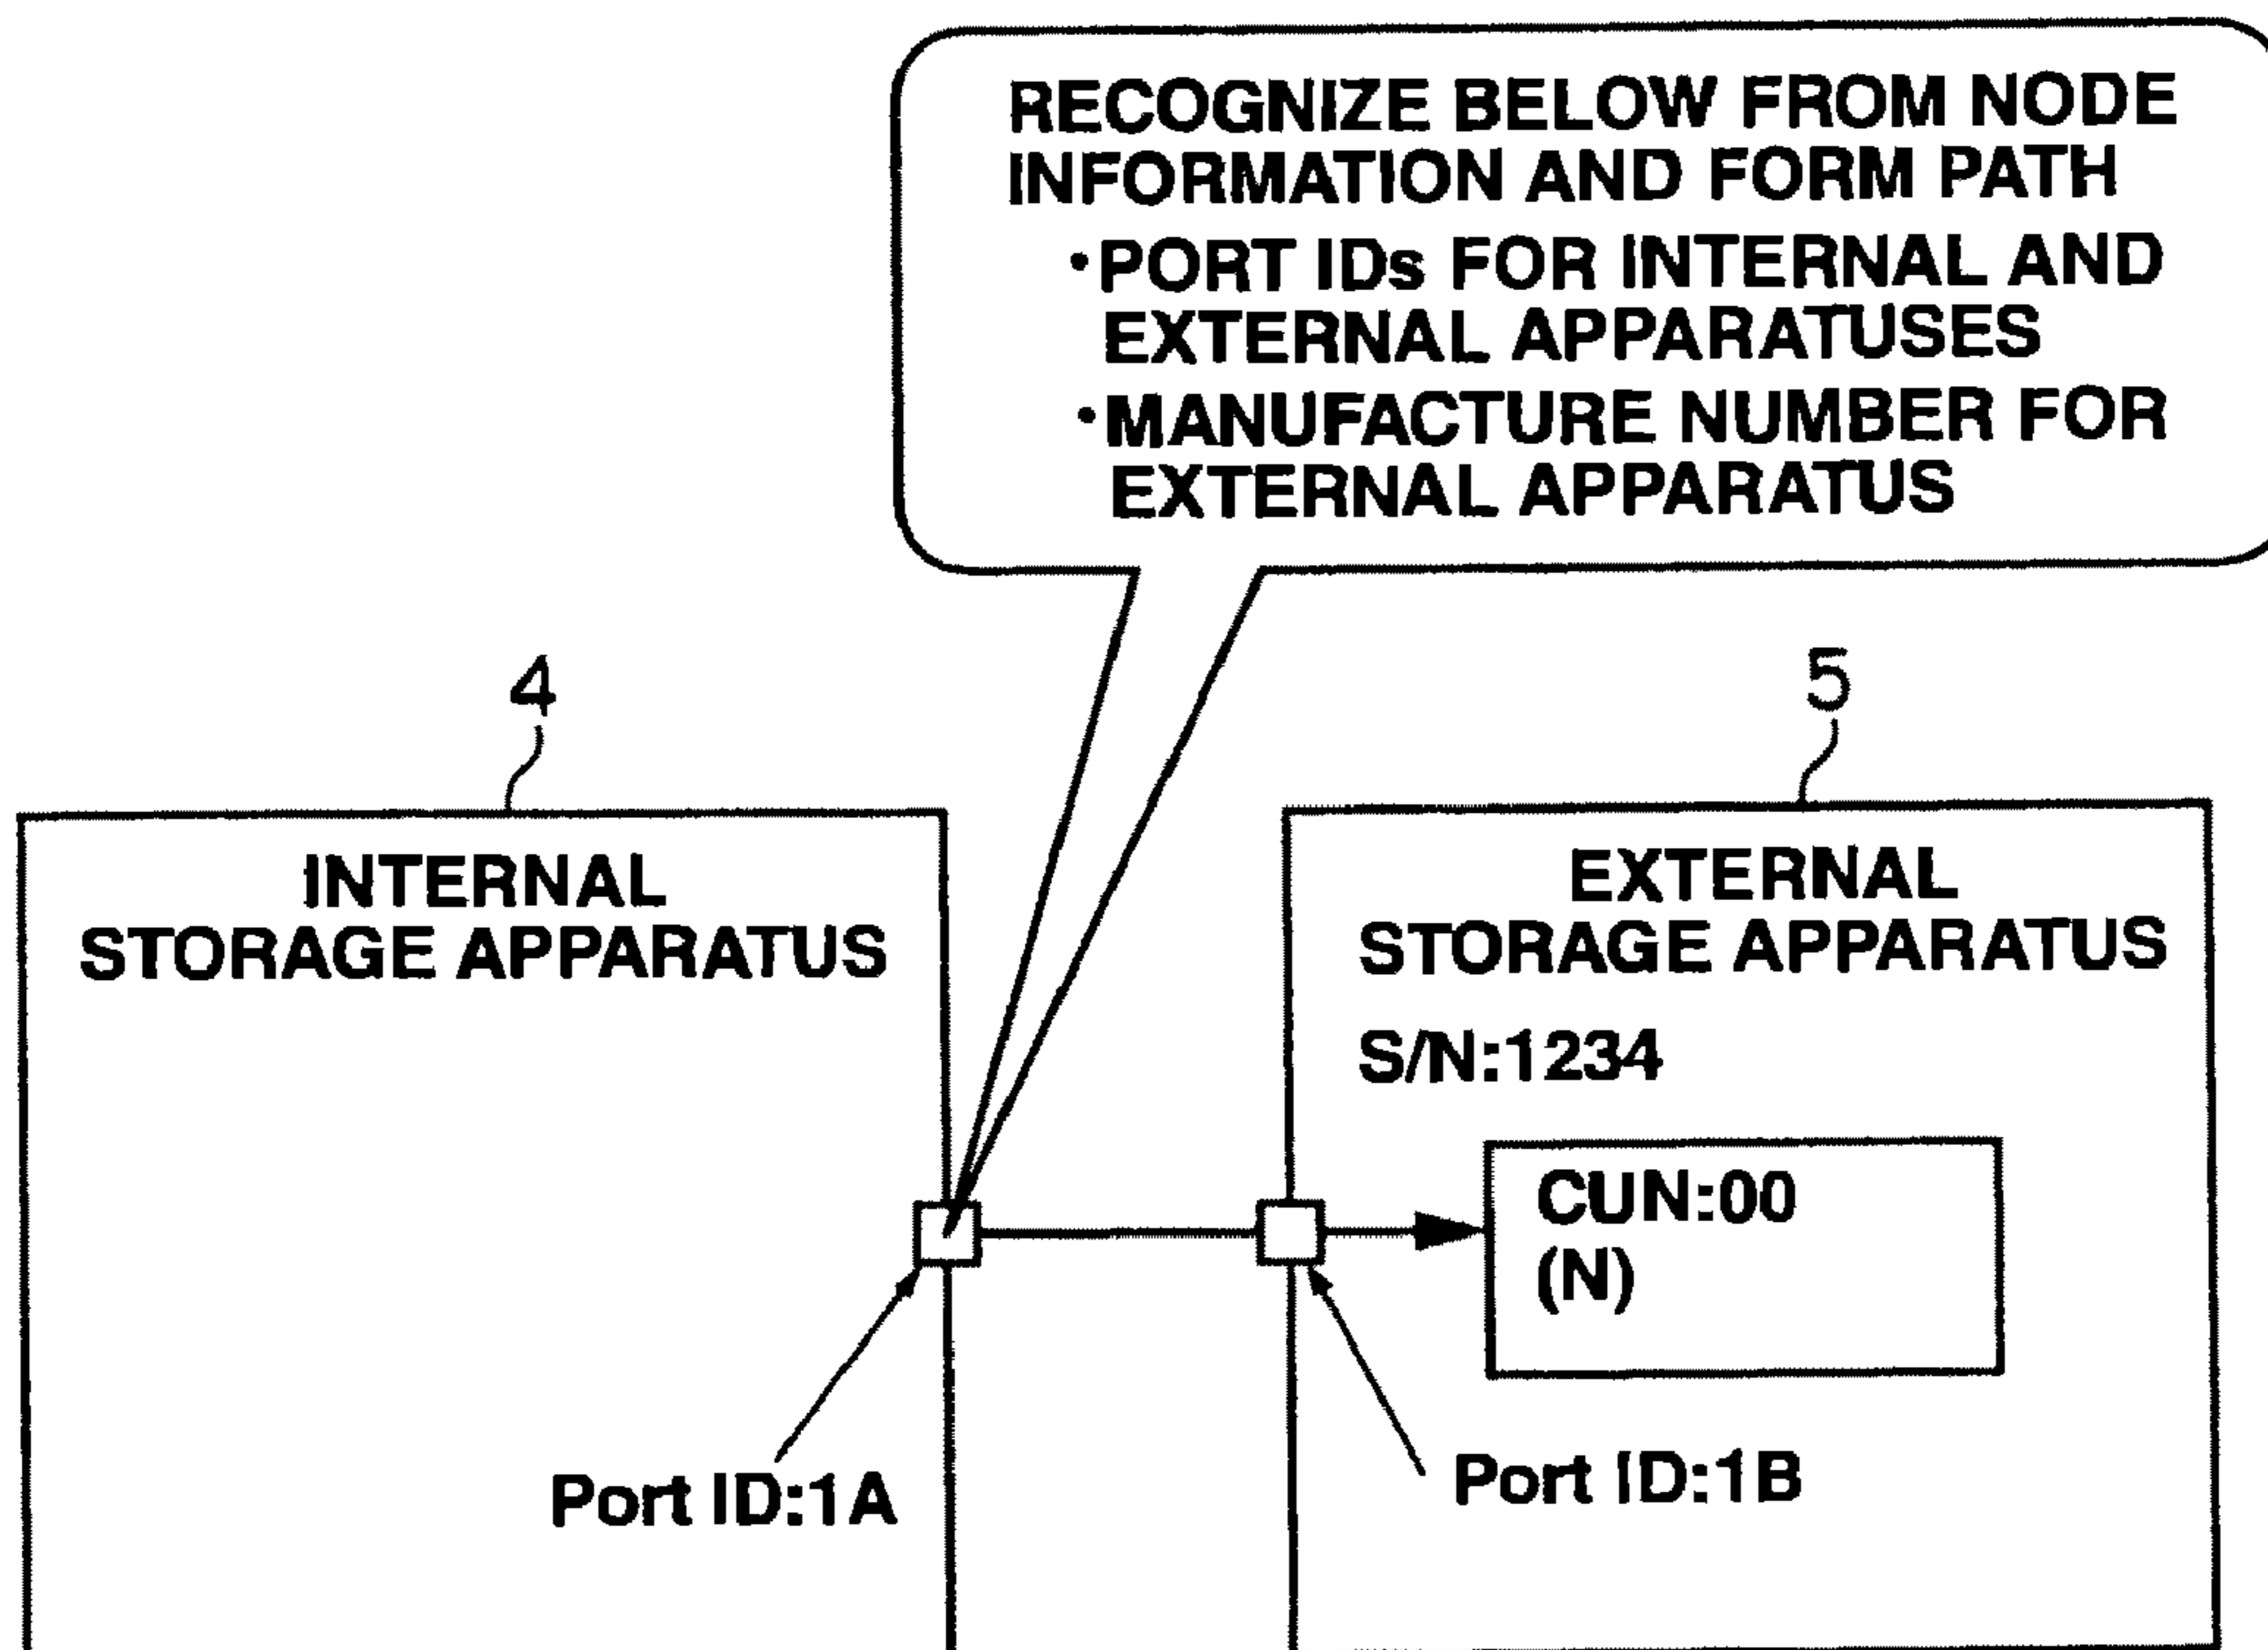 RECOGNIZE BELOW FROM NODE
INFORMATION AND FORM PATH
•PORT IDs FOR INTERNAL AND
EXTERNAL APPARATUSES
•MANUFACTURE NUMBER FOR
EXTERNAL APPARATUS
4
5
INTERNAL
STORAGE APPARATUS
EXTERNAL
STORAGE APPARATUS
S/N:1234
CUN:00
(N)
Port ID:1A
Port ID:1B